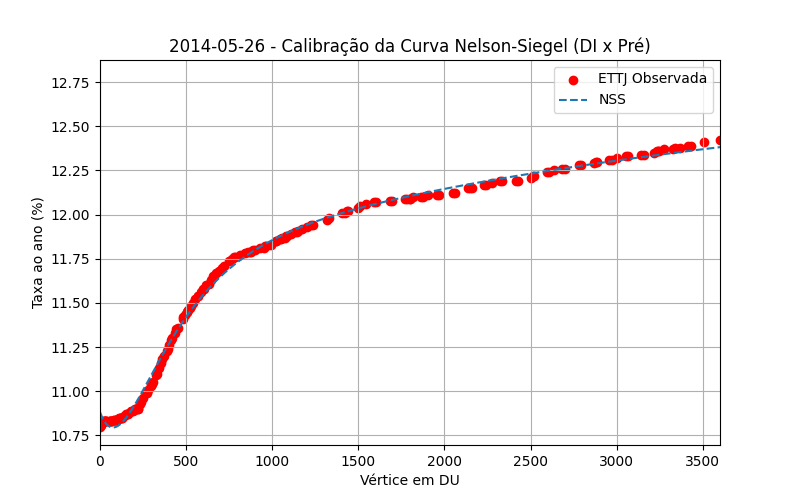 2014-05-26 - Calibração da Curva Nelson-Siegel (DI x Pré)
ETTJ Observada
NSS
Taxa ao ano (%)
12.75
12.50
12.25
12.00
11.75
11.50
11.25
11.00
10.75
0 500 1000 1500 2000 2500 3000 3500
Vértice em DU